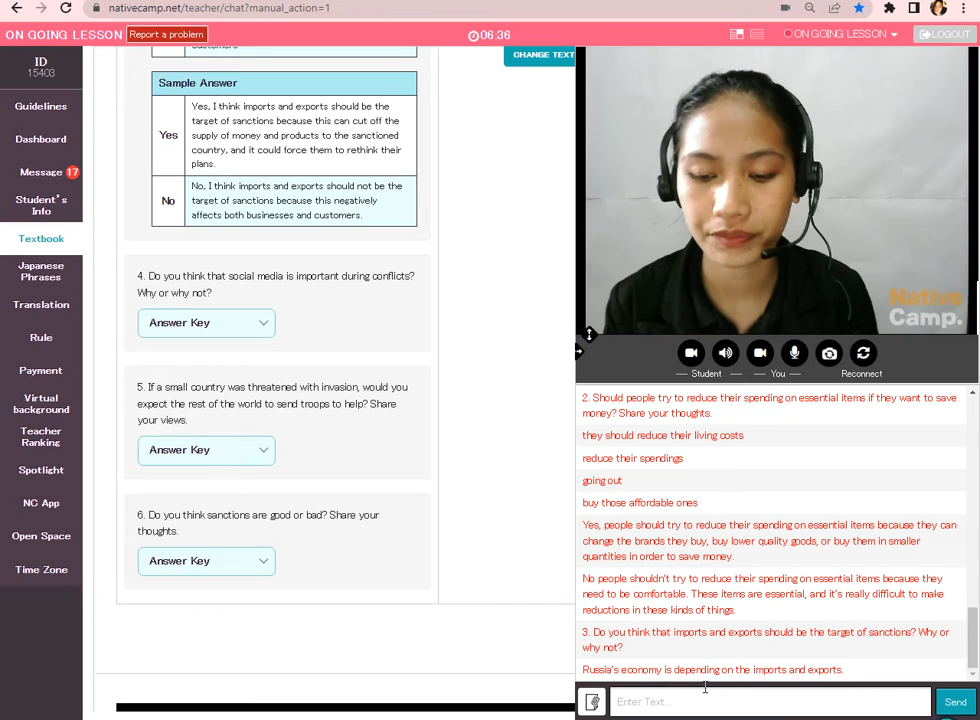 nativecamp.net/teacher/chat?manual_action=1
ON GOING LESSON
Report a problem
06:36
ON GOING LESSON
LOGOUT
ID
15403
Guidelines
Dashboard
Message 17
Student's
Info
Textbook
Japanese
Phrases
Translation
Rule
Payment
Virtual
background
Teacher
Ranking
Spotlight
NC App
Open Space
Time Zone
customers
CHANGE TEXT
Sample Answer
Yes
Yes, I think imports and exports should be the
target of sanctions because this can cut off the
supply of money and products to the sanctioned
country, and it could force them to rethink their
plans.
No
No, I think imports and exports should not be the
target of sanctions because this negatively
affects both businesses and customers.
4. Do you think that social media is important during conflicts?
Why or why not?
Answer Key
5. If a small country was threatened with invasion, would you
expect the rest of the world to send troops to help? Share
your views.
Answer Key
6. Do you think sanctions are good or bad? Share your
thoughts.
Answer Key
Native
Camp.
Student
You
Reconnect
2. Should people try to reduce their spending on essential items if they want to save
money? Share your thoughts.
they should reduce their living costs
reduce their spendings
going out
buy those affordable ones
Yes, people should try to reduce their spending on essential items because they can
change the brands they buy, buy lower quality goods, or buy them in smaller
quantities in order to save money.
No people shouldn't try to reduce their spending on essential items because they
need to be comfortable. These items are essential, and it's really difficult to make
reductions in these kinds of things.
3. Do you think that imports and exports should be the target of sanctions? Why or
why not?
Russia's economy is depending on the imports and exports.
Enter Text...
Send